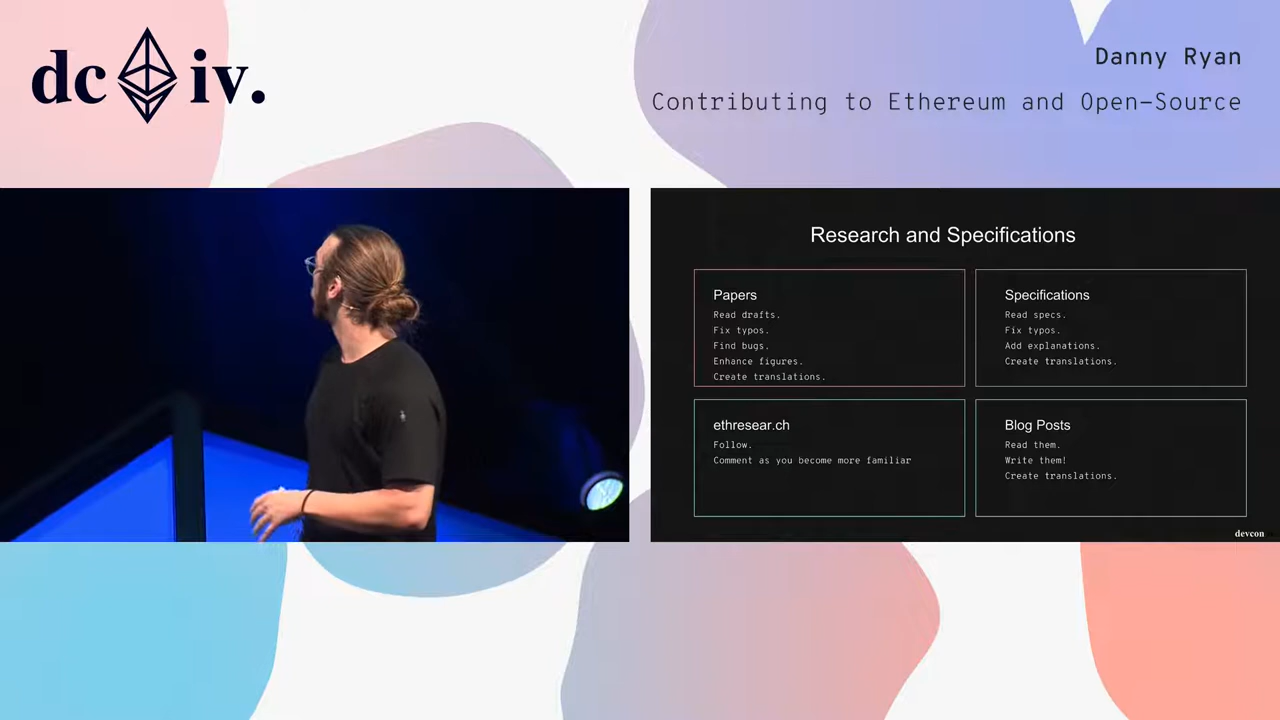 dc iv.
Danny Ryan
Contributing to Ethereum and Open-Source
Research and Specifications
Papers
Read drafts.
Fix typos.
Find bugs.
Enhance figures.
Create translations.
Specifications
Read specs.
Fix typos.
Add explanations.
Create translations.
ethresear.ch
Follow.
Comment as you become more familiar
Blog Posts
Read them.
Write them!
Create translations.
devcon